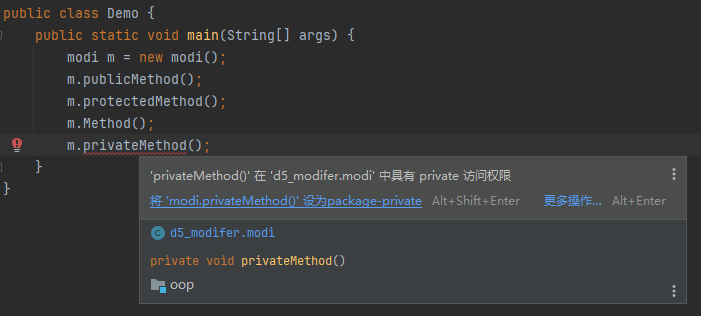 public class Demo {
public static void main(String[] args) {
modi m = new modi();
m.publicMethod();
m.protectedMethod();
m.Method();
m.privateMethod();
}
}
'privateMethod()' 在 'd5_modifer.modi' 中具有 private 访问权限
将 'modi.privateMethod()' 设为package-private Alt+Shift+Enter 更多操作... Alt+Enter
C d5_modifer.modi
private void privateMethod()
oop